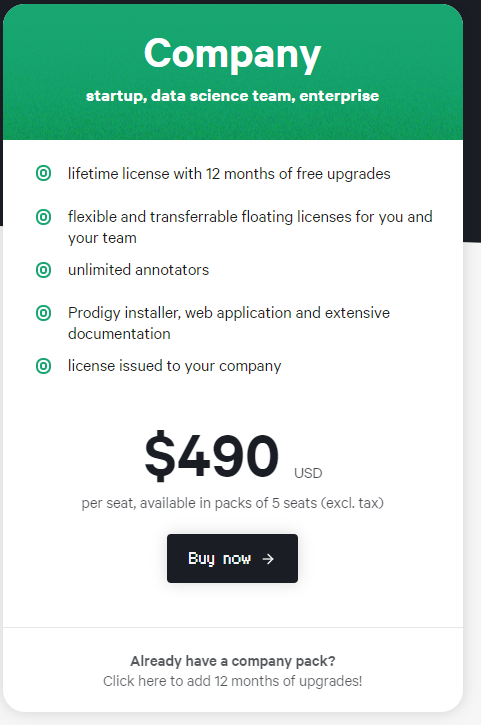 Company
startup, data science team, enterprise
lifetime license with 12 months of free upgrades
flexible and transferrable floating licenses for you and
your team
unlimited annotators
Prodigy installer, web application and extensive
documentation
license issued to your company
$490 USD
per seat, available in packs of 5 seats (excl. tax)
Buy now →
Already have a company pack?
Click here to add 12 months of upgrades!